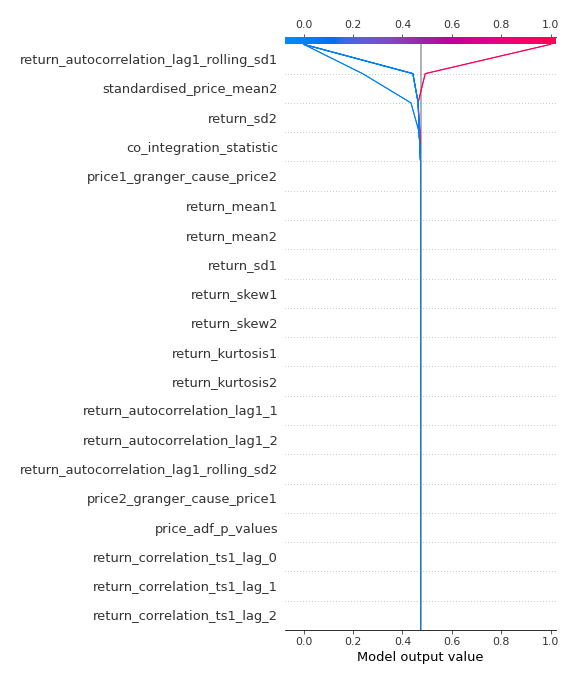 0.0 0.2 0.4 0.6 0.8 1.0
return_autocorrelation_lag1_rolling_sd1
standardised_price_mean2
return_sd2
co_integration_statistic
price1_granger_cause_price2
return_mean1
return_mean2
return_sd1
return_skew1
return_skew2
return_kurtosis1
return_kurtosis2
return_autocorrelation_lag1_1
return_autocorrelation_lag1_2
return_autocorrelation_lag1_rolling_sd2
price2_granger_cause_price1
price_adf_p_values
return_correlation_ts1_lag_0
return_correlation_ts1_lag_1
return_correlation_ts1_lag_2
0.0 0.2 0.4 0.6 0.8 1.0
Model output value